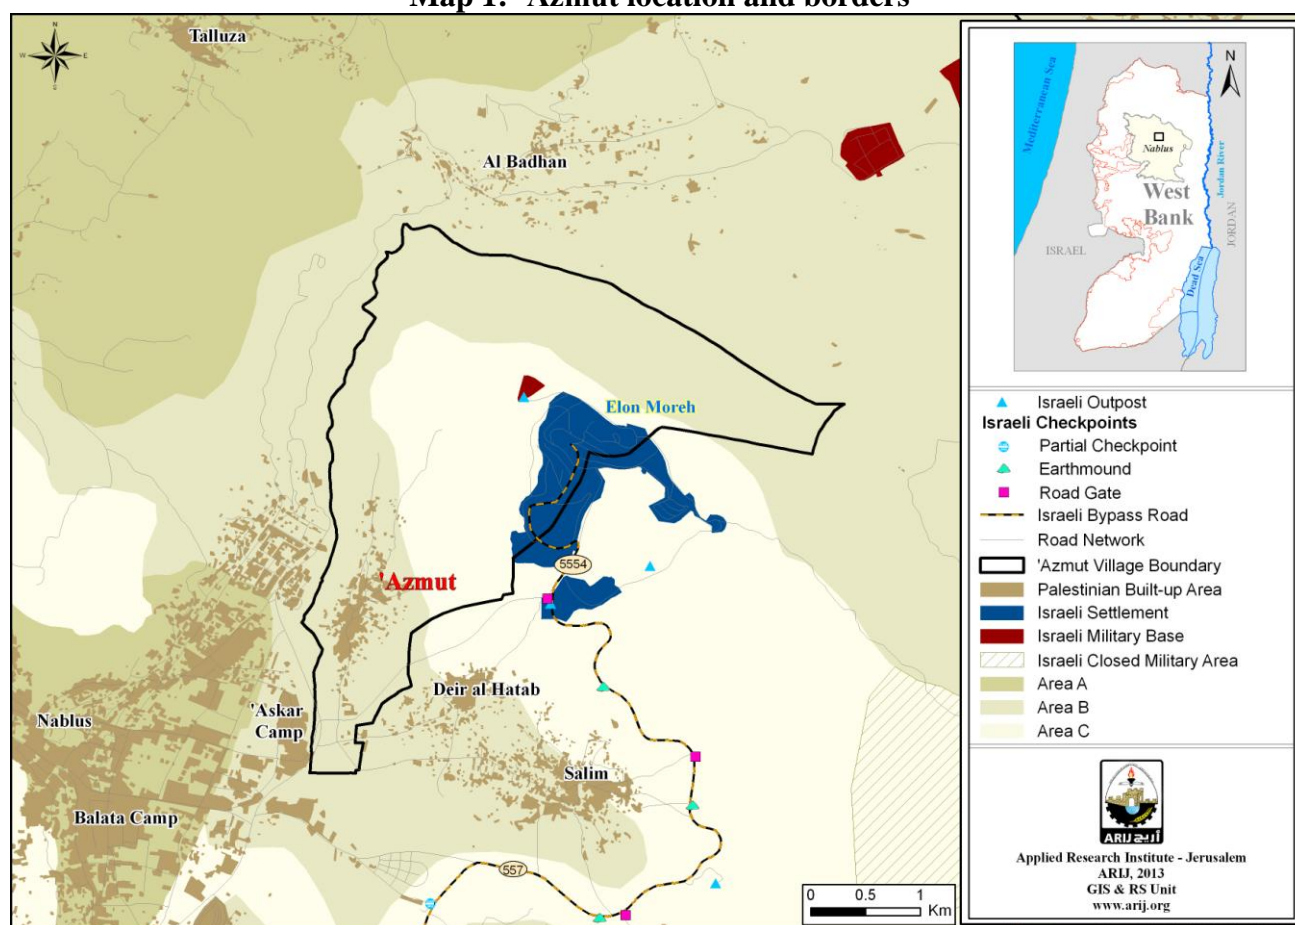 Map 1: 'Azmut location and borders
N
W
E
S
Talluza
Al Badhan
Elon Moreh
'Azmut
5554
Deir al Hatab
'Askar
Camp
Nablus
Salim
Balata Camp
557
0 0.5 1
Km
Mediterranean Sea
N
Nablus
West
Bank
Jordan River
JORDAN
ISRAEL
Dead Sea
Israeli Outpost
Israeli Checkpoints
Partial Checkpoint
Earthmound
Road Gate
Israeli Bypass Road
Road Network
'Azmut Village Boundary
Palestinian Built-up Area
Israeli Settlement
Israeli Military Base
Israeli Closed Military Area
Area A
Area B
Area C
ARIJ أريج
Applied Research Institute - Jerusalem
ARIJ, 2013
GIS & RS Unit
www.arij.org